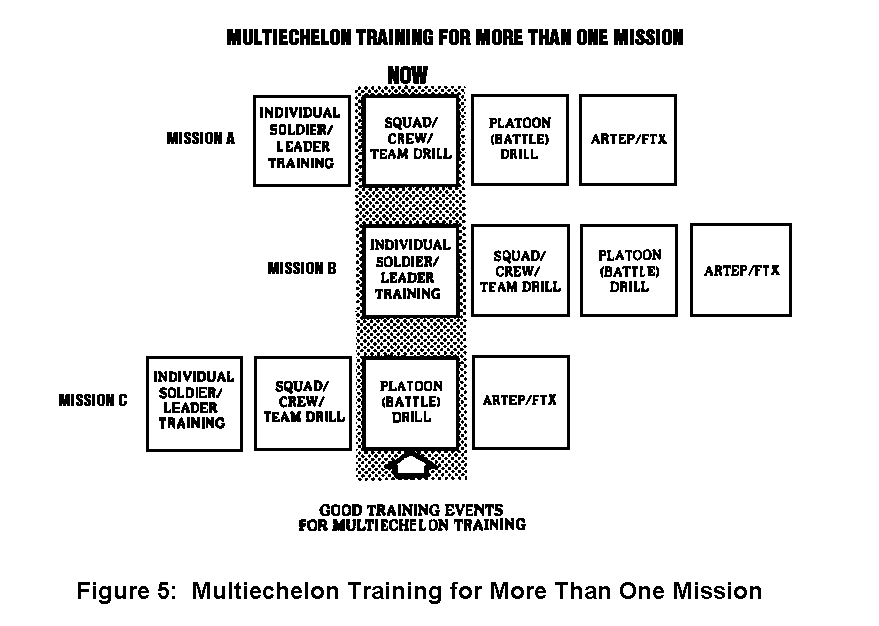 MULTIECHELON TRAINING FOR MORE THAN ONE MISSION
NOW
MISSION A
INDIVIDUAL
SOLDIER/
LEADER
TRAINING
SQUAD/
CREW/
TEAM DRILL
PLATOON
(BATTLE)
DRILL
ARTEP/FTX
MISSION B
INDIVIDUAL
SOLDIER/
LEADER
TRAINING
SQUAD/
CREW/
TEAM DRILL
PLATOON
(BATTLE)
DRILL
ARTEP/FTX
MISSION C
INDIVIDUAL
SOLDIER/
LEADER
TRAINING
SQUAD/
CREW/
TEAM DRILL
PLATOON
(BATTLE)
DRILL
ARTEP/FTX
GOOD TRAINING EVENTS
FOR MULTIECHELON TRAINING
Figure 5: Multiechelon Training for More Than One Mission